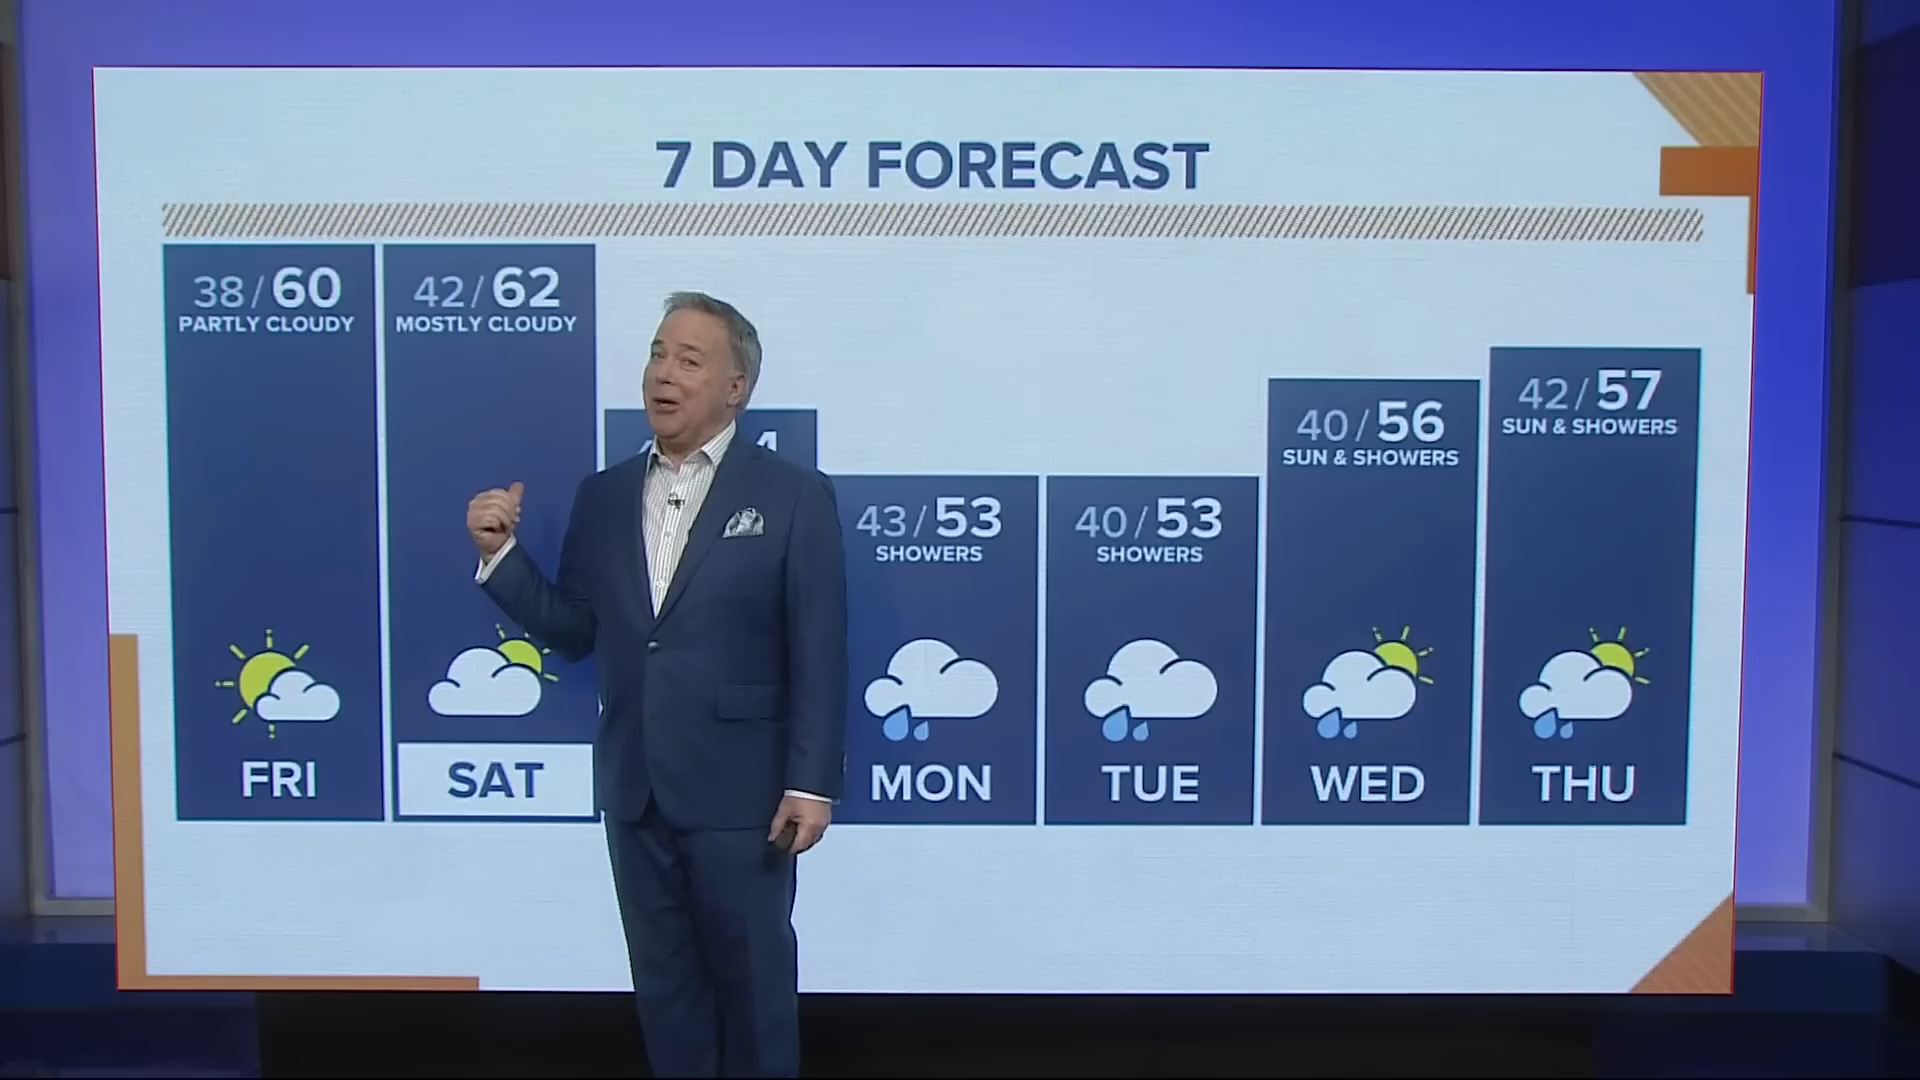 7 DAY FORECAST
38/60
PARTLY CLOUDY
FRI
42/62
MOSTLY CLOUDY
SAT
43/53
SHOWERS
MON
40/53
SHOWERS
TUE
40/56
SUN & SHOWERS
WED
42/57
SUN & SHOWERS
THU